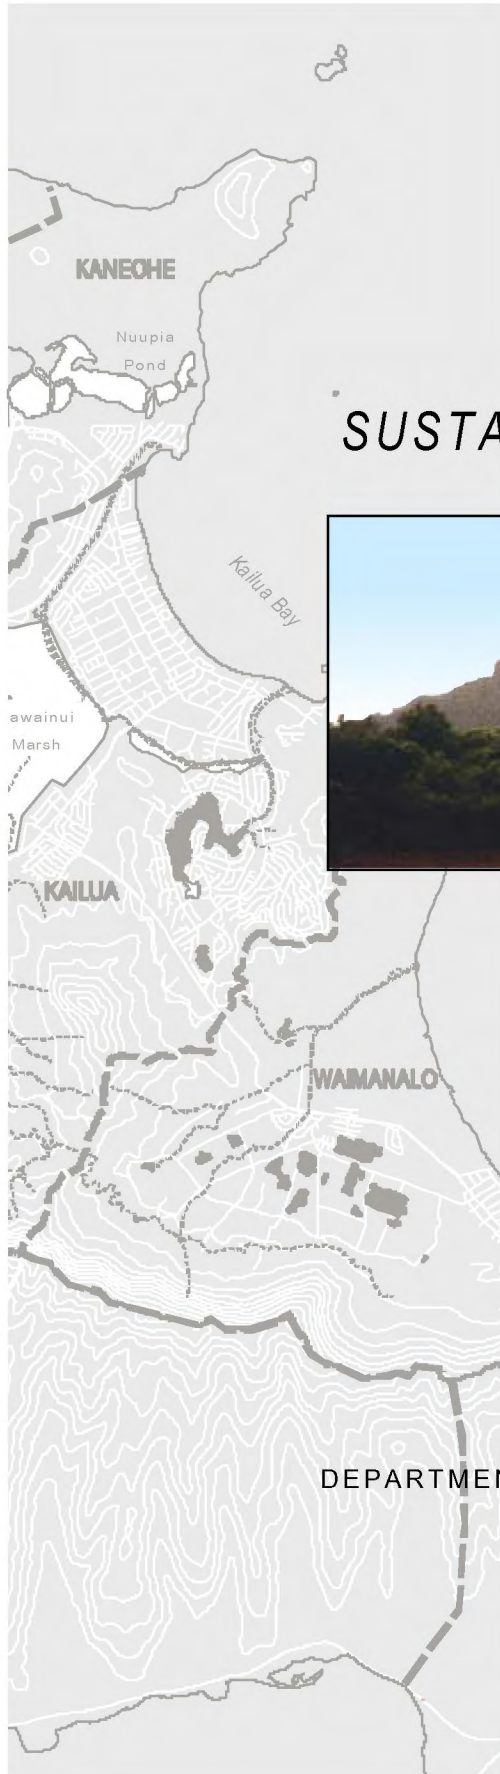 KANEOHE
Nuupia
Pond
SUSTA
Kailua Bay
awainui
Marsh
KAILUA
WAIMANALO
DEPARTMEN